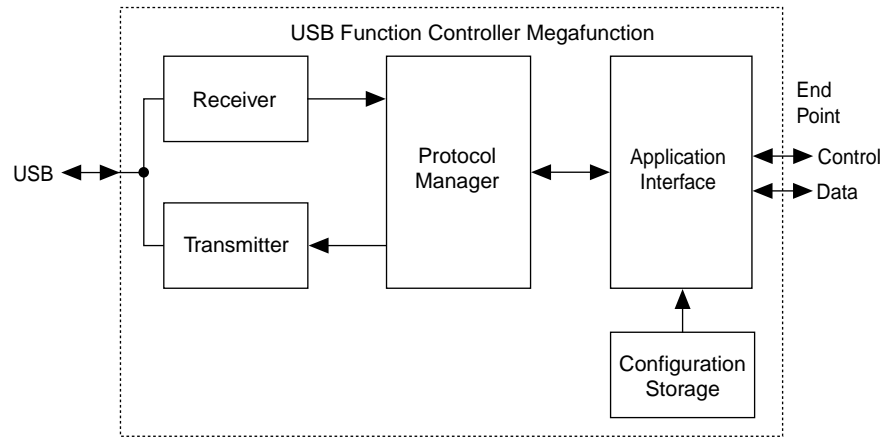 USB Function Controller Megafunction
Receiver
End
Point
Protocol
Manager
Application
Interface
Control
USB
Data
Transmitter
Configuration
Storage